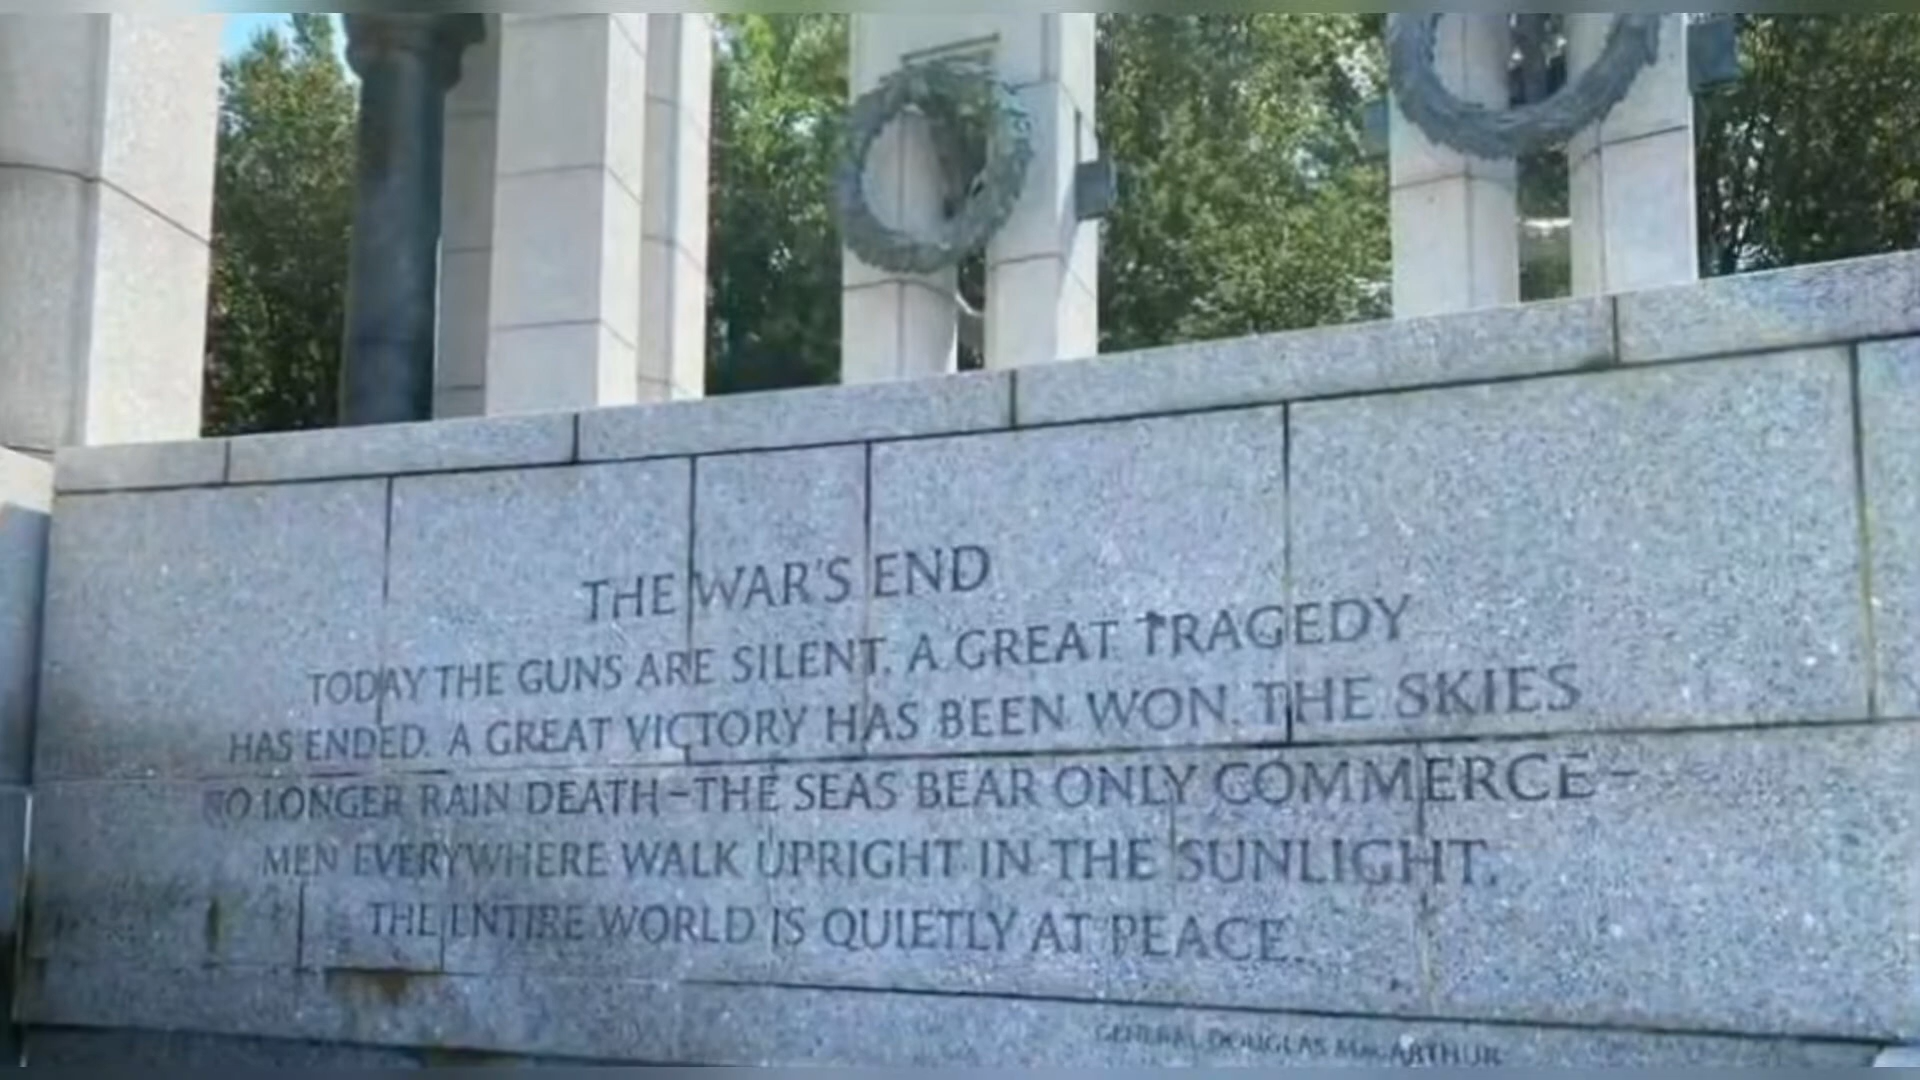 THE WAR'S END
TODAY THE GUNS ARE SILENT. A GREAT TRAGEDY
HAS ENDED. A GREAT VICTORY HAS BEEN WON. THE SKIES
NO LONGER RAIN DEATH–THE SEAS BEAR ONLY COMMERCE–
MEN EVERYWHERE WALK UPRIGHT IN THE SUNLIGHT.
THE ENTIRE WORLD IS QUIETLY AT PEACE.
GENERAL DOUGLAS MACARTHUR